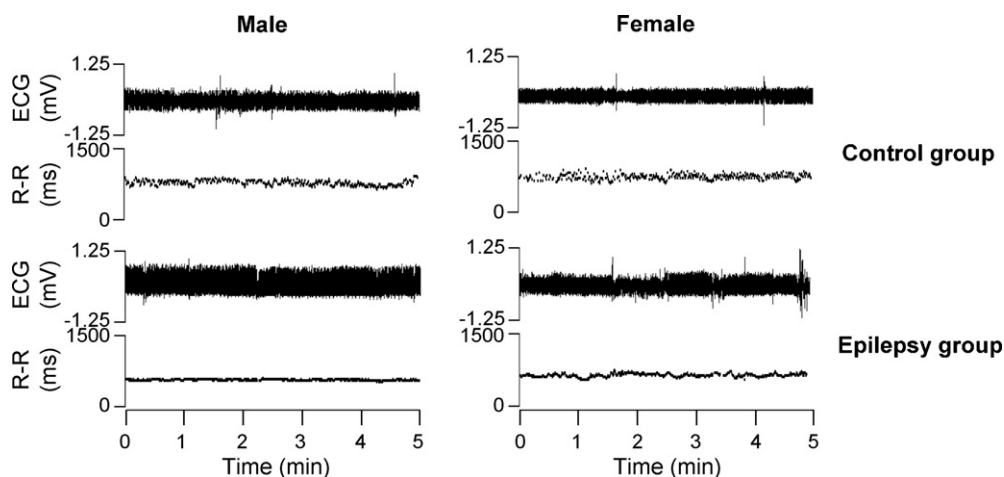 Male Female
1.25 1.25
ECG
(mV)
-1.25 -1.25
1500 1500
Control group
R-R
(ms)
0 0
1.25 1.25
ECG
(mV)
-1.25 -1.25
1500 1500
Epilepsy group
R-R
(ms)
0 0
0 1 2 3 4 5 0 1 2 3 4 5
Time (min) Time (min)